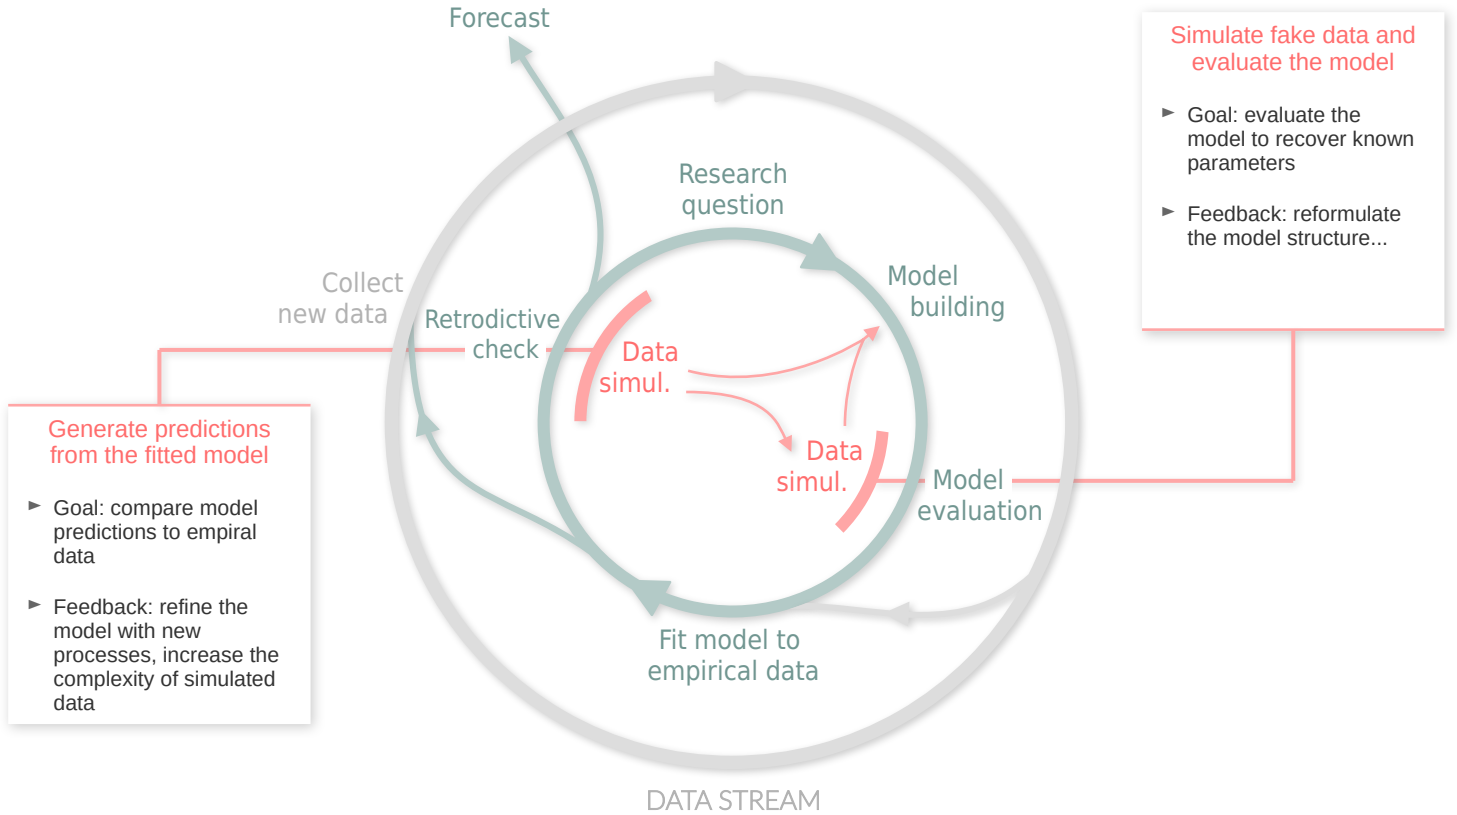 Forecast
Simulate fake data and
evaluate the model
► Goal: evaluate the
model to recover known
parameters
► Feedback: reformulate
the model structure...
Research
question
Model
building
Collect
new data
Retrodictive
check
Data
simul.
Data
simul.
Model
evaluation
Generate predictions
from the fitted model
► Goal: compare model
predictions to empiral
data
► Feedback: refine the
model with new
processes, increase the
complexity of simulated
data
Fit model to
empirical data
DATA STREAM